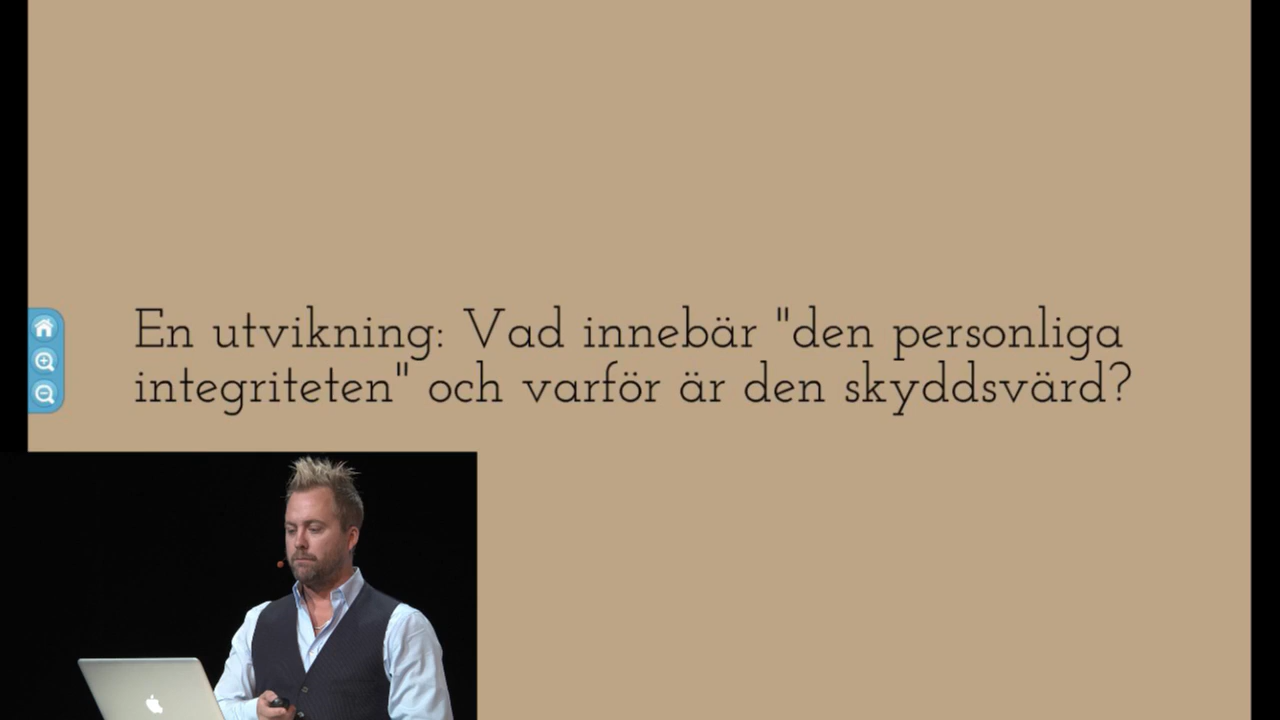 En utvikning: Vad innebär "den personliga
integriteten" och varför är den skyddsvärd?